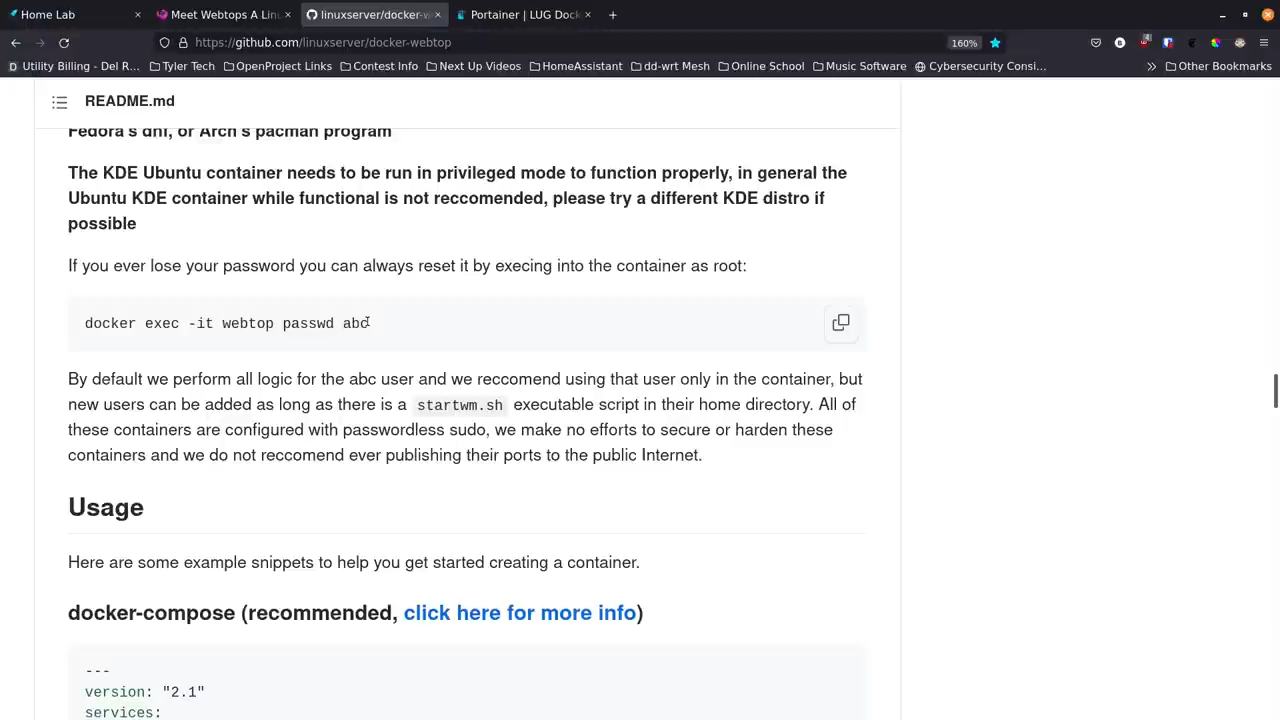 Home Lab
Meet Webtops A Lin
linuxserver/docker-w
Portainer | LUG Dock
https://github.com/linuxserver/docker-webtop
160%
Utility Billing - Del R...
Tyler Tech
OpenProject Links
Contest Info
Next Up Videos
HomeAssistant
dd-wrt Mesh
Online School
Music Software
Cybersecurity Consi...
Other Bookmarks
README.md
Fedora's dnf, or Arch's pacman program
The KDE Ubuntu container needs to be run in privileged mode to function properly, in general the
Ubuntu KDE container while functional is not reccomended, please try a different KDE distro if
possible
If you ever lose your password you can always reset it by execing into the container as root:
docker exec -it webtop passwd abc
By default we perform all logic for the abc user and we reccomend using that user only in the container, but
new users can be added as long as there is a startwm.sh executable script in their home directory. All of
these containers are configured with passwordless sudo, we make no efforts to secure or harden these
containers and we do not reccomend ever publishing their ports to the public Internet.
Usage
Here are some example snippets to help you get started creating a container.
docker-compose (recommended, click here for more info)
---
version: "2.1"
services: